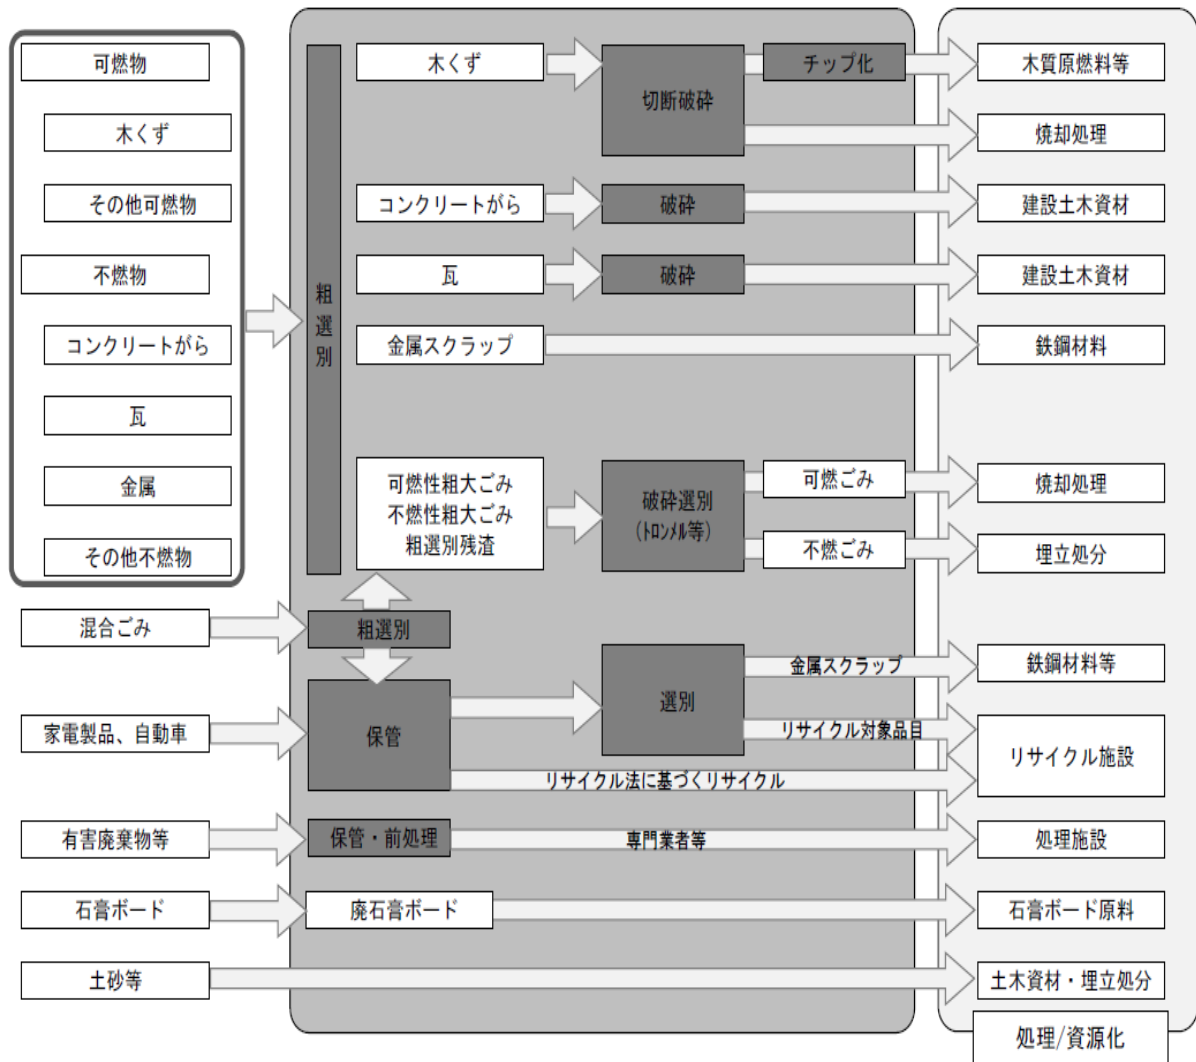 可燃物
木くず
その他可燃物
不燃物
コンクリートがら
瓦
金属
その他不燃物
混合ごみ
家電製品、自動車
有害廃棄物等
石膏ボード
土砂等
粗選別
木くず
コンクリートがら
瓦
金属スクラップ
可燃性粗大ごみ
不燃性粗大ごみ
粗選別残渣
粗選別
保管
保管・前処理
廃石膏ボード
切断破砕
破砕
破砕
破砕選別
(トロンメル等)
選別
チップ化
可燃ごみ
不燃ごみ
金属スクラップ
リサイクル対象品目
リサイクル法に基づくリサイクル
専門業者等
木質原燃料等
焼却処理
建設土木資材
建設土木資材
鉄鋼材料
焼却処理
埋立処分
鉄鋼材料等
リサイクル施設
処理施設
石膏ボード原料
土木資材・埋立処分
処理/資源化